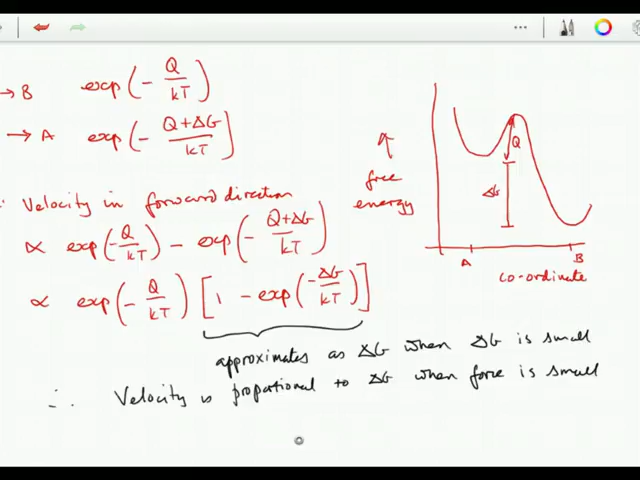 → B exp(- Q/kT)
→ A exp(- Q+ΔG/kT)
∴ Velocity in forward direction
∝ exp(-Q/kT) - exp(- Q+ΔG/kT)
∝ exp(-Q/kT) [1 - exp(-ΔG/kT)]
approximates as ΔG when ΔG is small
∴ Velocity is proportional to ΔG when force is small
free
energy
Q
ΔG
A
B
co-ordinate